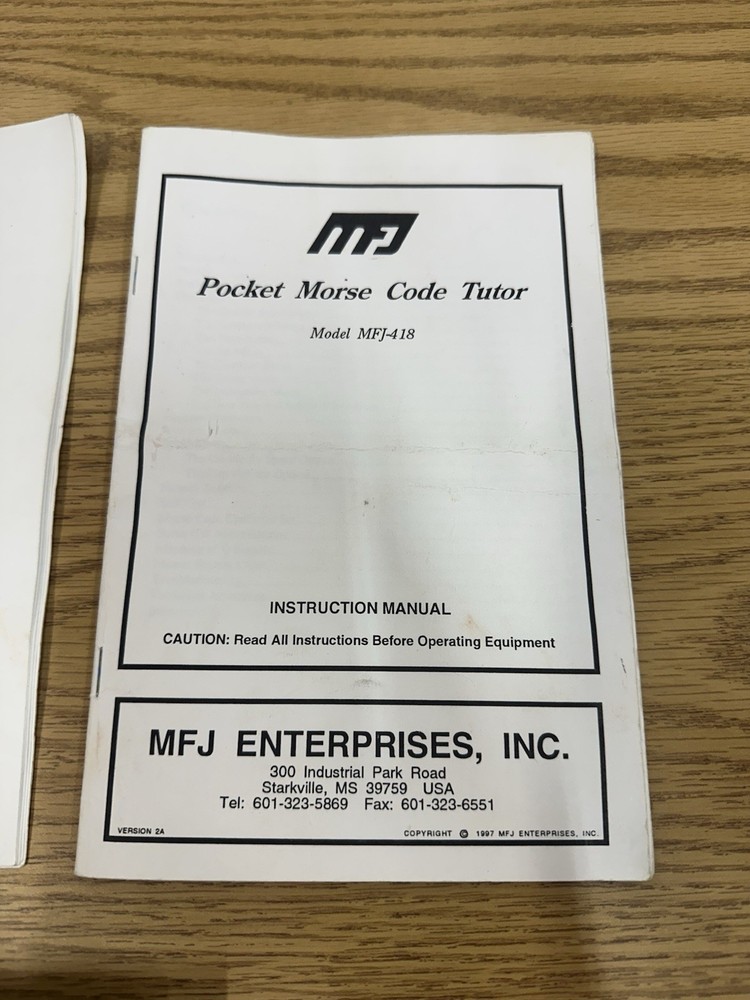 MFJ
Pocket Morse Code Tutor
Model MFJ-418
INSTRUCTION MANUAL
CAUTION: Read All Instructions Before Operating Equipment
MFJ ENTERPRISES, INC.
300 Industrial Park Road
Starkville, MS 39759 USA
Tel: 601-323-5869 Fax: 601-323-6551
VERSION 2A COPYRIGHT © 1997 MFJ ENTERPRISES, INC.